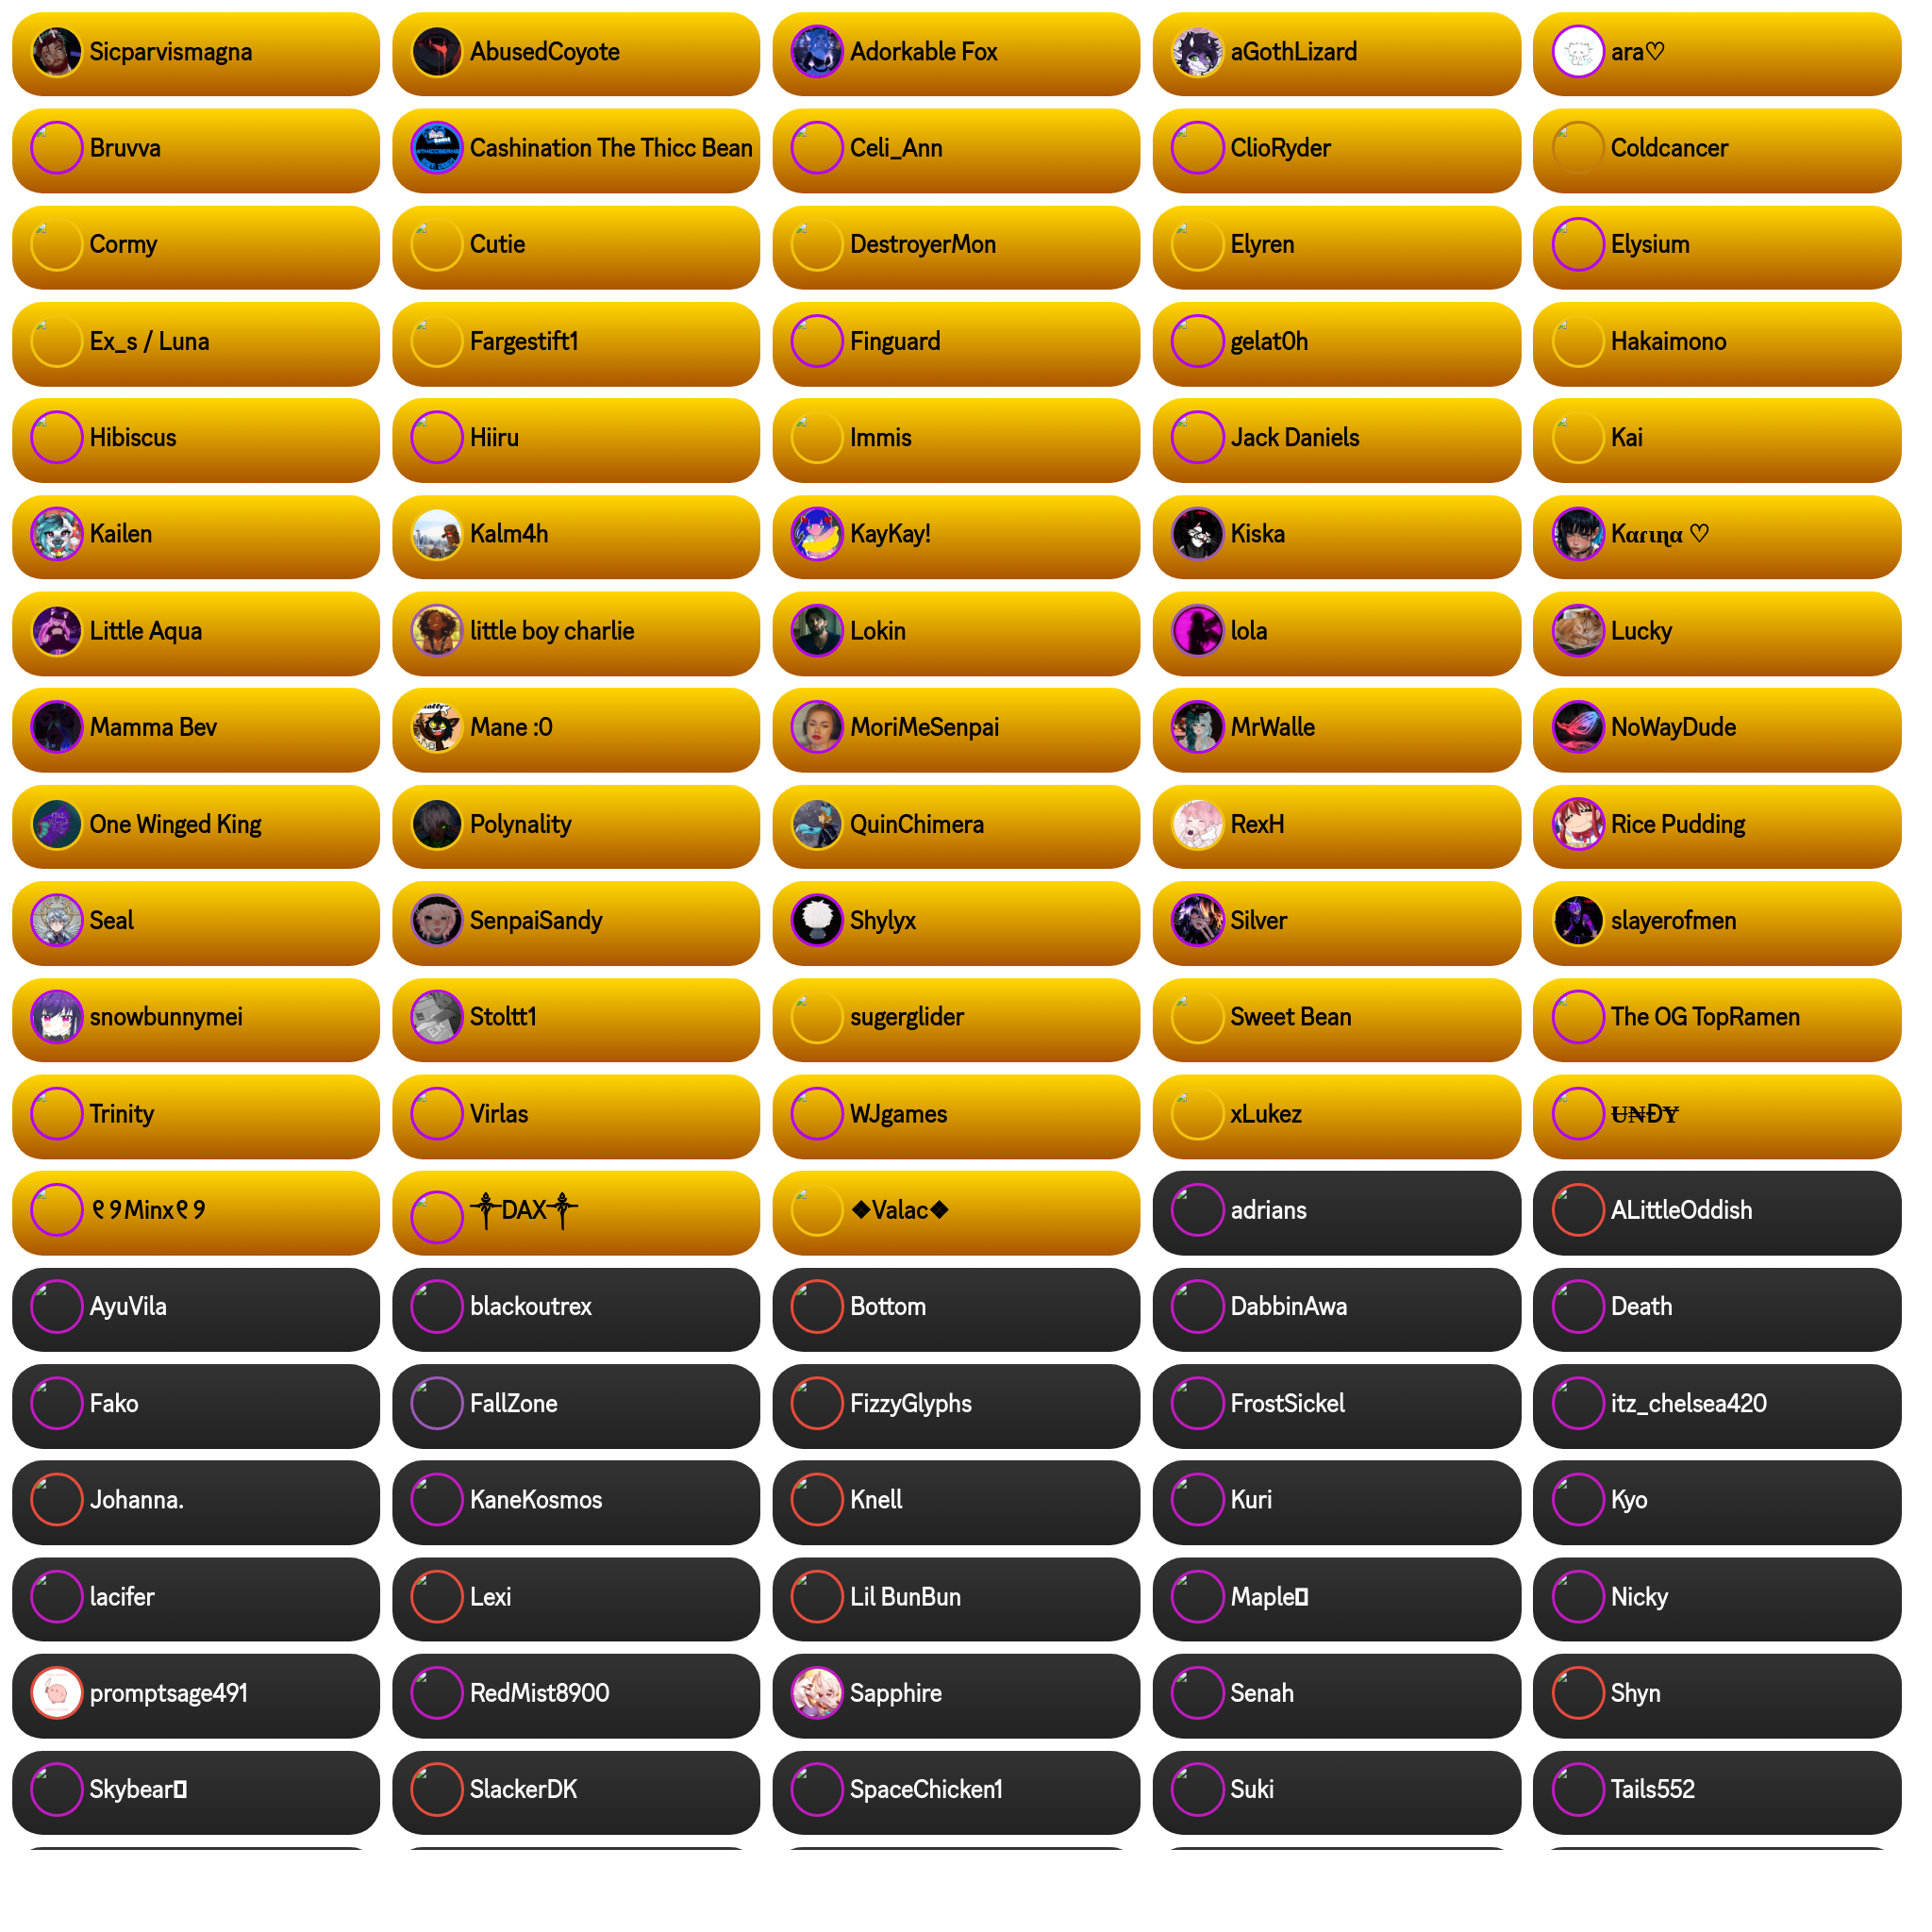 Sicparvismagna
AbusedCoyote
Adorkable Fox
aGothLizard
ara♡
Bruvva
Cashination The Thicc Bean
Celi_Ann
ClioRyder
Coldcancer
Cormy
Cutie
DestroyerMon
Elyren
Elysium
Ex_s / Luna
Fargestift1
Finguard
gelat0h
Hakaimono
Hibiscus
Hiiru
Immis
Jack Daniels
Kai
Kailen
Kalm4h
KayKay!
Kiska
Kαɾιɳα ♡
Little Aqua
little boy charlie
Lokin
lola
Lucky
Mamma Bev
Mane :0
MoriMeSenpai
MrWalle
NoWayDude
One Winged King
Polynality
QuinChimera
RexH
Rice Pudding
Seal
SenpaiSandy
Shylyx
Silver
slayerofmen
snowbunnymei
Stoltt1
sugerglider
Sweet Bean
The OG TopRamen
Trinity
Virlas
WJgames
xLukez
U̶N̶ĐY̶
୧୨Minx୧୨
༒DAX༒
❖Valac❖
adrians
ALittleOddish
AyuVila
blackoutrex
Bottom
DabbinAwa
Death
Fako
FallZone
FizzyGlyphs
FrostSickel
itz_chelsea420
Johanna.
KaneKosmos
Knell
Kuri
Kyo
lacifer
Lexi
Lil BunBun
Maple
Nicky
promptsage491
RedMist8900
Sapphire
Senah
Shyn
Skybear
SlackerDK
SpaceChicken1
Suki
Tails552